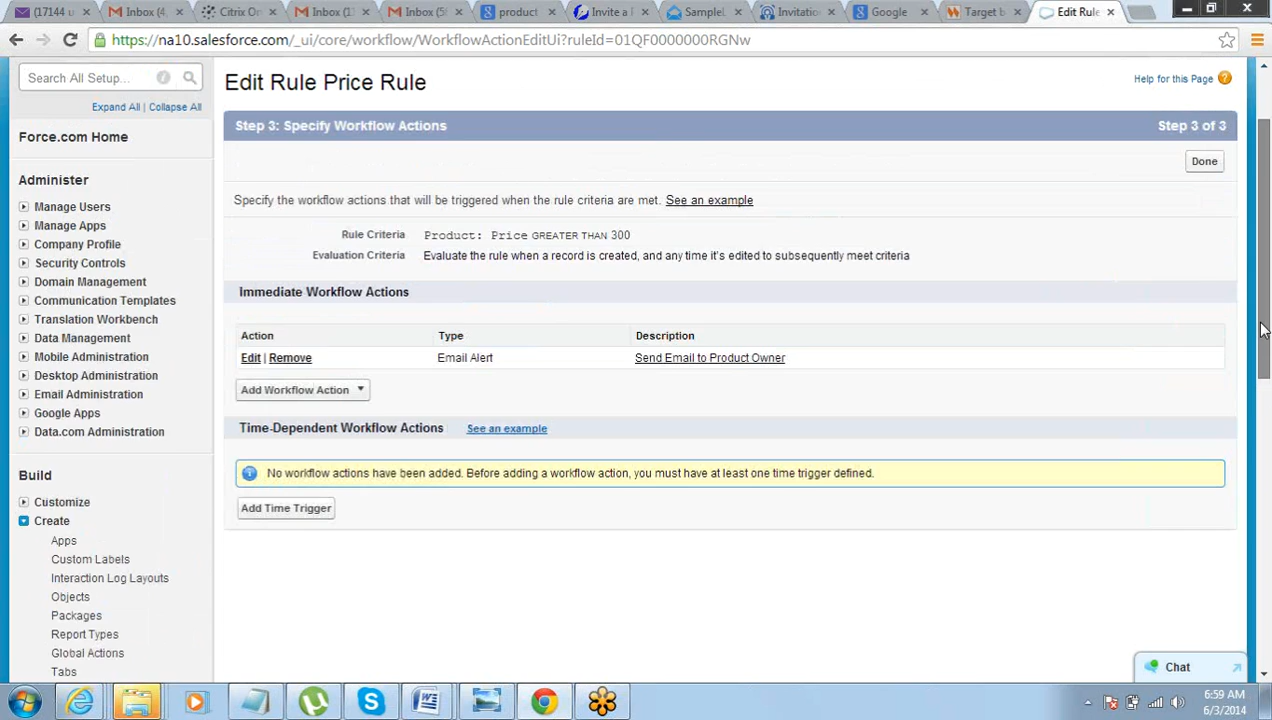 (17144 u
Inbox (4,
Citrix On
Inbox (1
Inbox (5
product
Invite a
SampleL
Invitatio
Google
Target b
Edit Rule
https://na10.salesforce.com/_ui/core/workflow/WorkflowActionEditUi?ruleId=01QF0000000RGNw
Search All Setup...
Expand All | Collapse All
Force.com Home
Administer
Manage Users
Manage Apps
Company Profile
Security Controls
Domain Management
Communication Templates
Translation Workbench
Data Management
Mobile Administration
Desktop Administration
Email Administration
Google Apps
Data.com Administration
Build
Customize
Create
Apps
Custom Labels
Interaction Log Layouts
Objects
Packages
Report Types
Global Actions
Tabs
Edit Rule Price Rule
Help for this Page
Step 3: Specify Workflow Actions
Step 3 of 3
Done
Specify the workflow actions that will be triggered when the rule criteria are met. See an example
Rule Criteria Product: Price GREATER THAN 300
Evaluation Criteria Evaluate the rule when a record is created, and any time it's edited to subsequently meet criteria
Immediate Workflow Actions
Action Type Description
Edit | Remove Email Alert Send Email to Product Owner
Add Workflow Action
Time-Dependent Workflow Actions See an example
No workflow actions have been added. Before adding a workflow action, you must have at least one time trigger defined.
Add Time Trigger
Chat
6:59 AM
6/3/2014